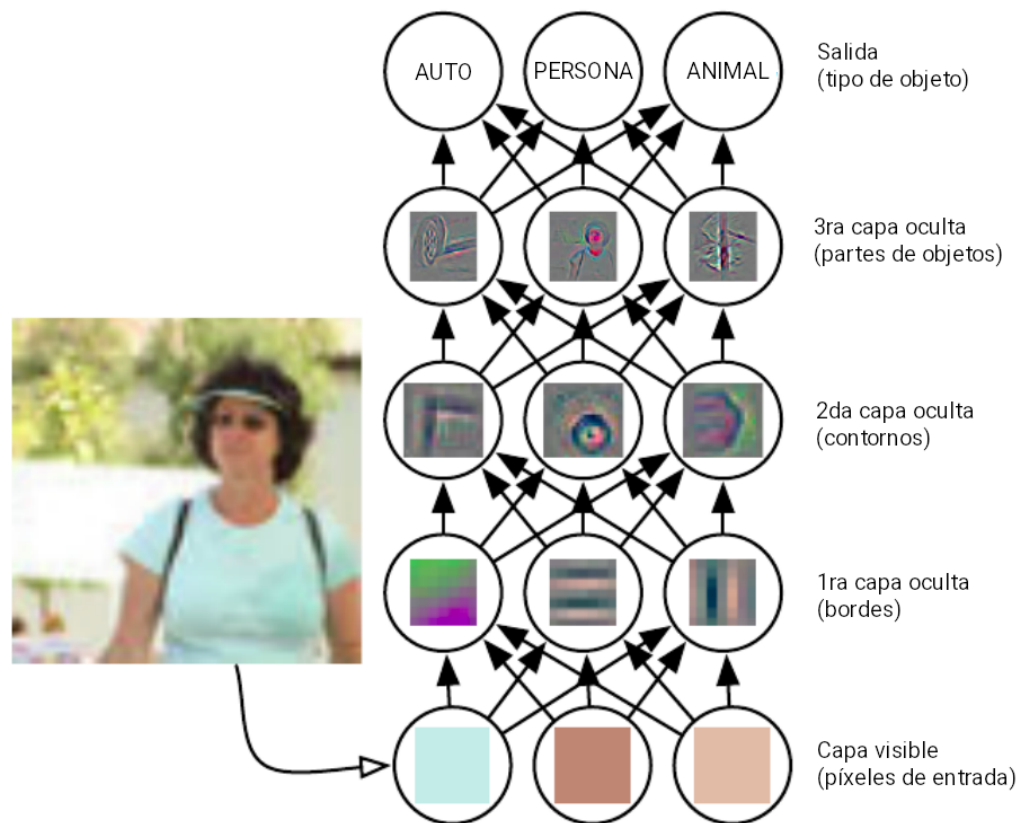 AUTO
PERSONA
ANIMAL
Salida
(tipo de objeto)
3ra capa oculta
(partes de objetos)
2da capa oculta
(contornos)
1ra capa oculta
(bordes)
Capa visible
(píxeles de entrada)